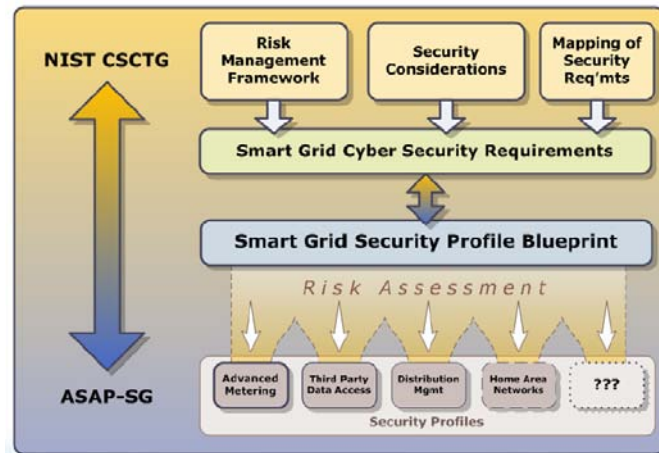 NIST CSCTG
Risk
Management
Framework
Security
Considerations
Mapping of
Security
Req'mts
Smart Grid Cyber Security Requirements
Smart Grid Security Profile Blueprint
Risk Assessment
ASAP-SG
Advanced
Metering
Third Party
Data Access
Distribution
Mgmt
Home Area
Networks
???
Security Profiles